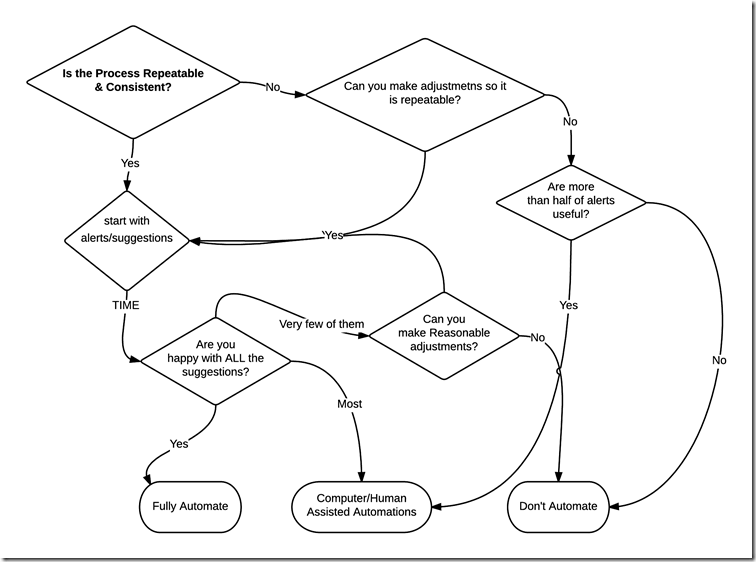 Is the Process Repeatable
& Consistent?
No
Can you make adjustmetns so it
is repeatable?
No
Yes
Are more
than half of alerts
useful?
start with
alerts/suggestions
Yes
TIME
Very few of them
Can you
make Reasonable
adjustments?
No
Yes
No
Are you
happy with ALL the
suggestions?
Most
Yes
Fully Automate
Computer/Human
Assisted Automations
Don't Automate